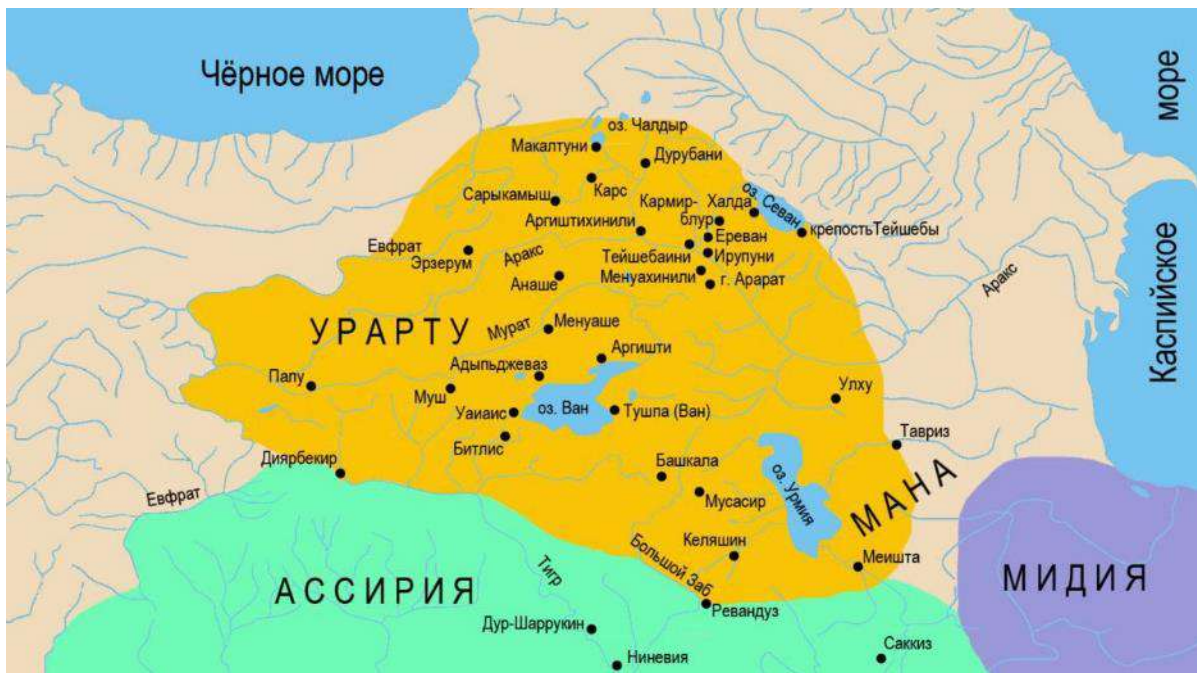 Чёрное море
море
Каспийское
оз. Чалдыр
Макалтуни
Дурубани
Карс
Сарыкамыш
Кармир-
блур
Халда
оз. Севан
Аргиштихинили
крепостьТейшебы
Ереван
Евфрат
Эрзерум
Аракс
Тейшебаини
Ирупуни
Анаше
Менуахинили
г. Арарат
Аракс
УРАРТУ
Мурат
Менуаше
Аргишти
Адыпьджеваз
Папу
Муш
Уаиаис
оз. Ван
Тушпа (Ван)
Улху
Битлис
Тавриз
Диярбекир
Башкала
оз. Урмия
МАНА
Евфрат
Мусасир
Келяшин
Большой Заб
Меишта
Тигр
АССИРИЯ
МИДИЯ
Ревандуз
Дур-Шаррукин
Ниневия
Саккиз